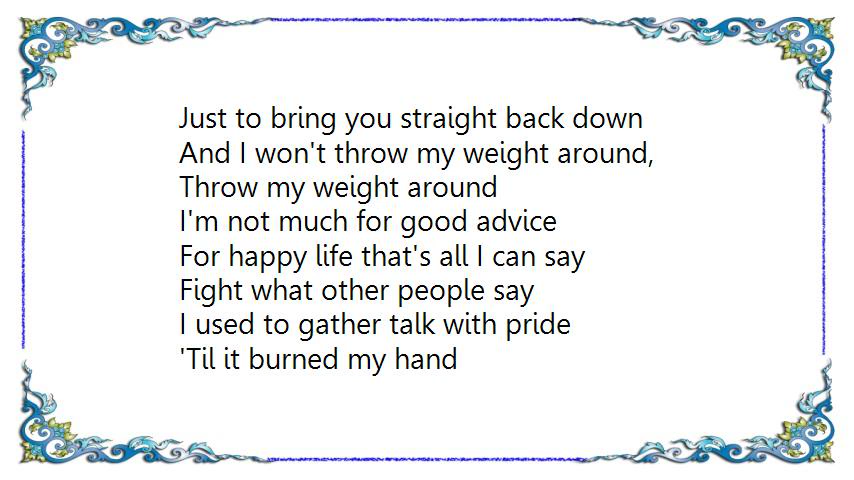 Just to bring you straight back down
And I won't throw my weight around,
Throw my weight around
I'm not much for good advice
For happy life that's all I can say
Fight what other people say
I used to gather talk with pride
'Til it burned my hand